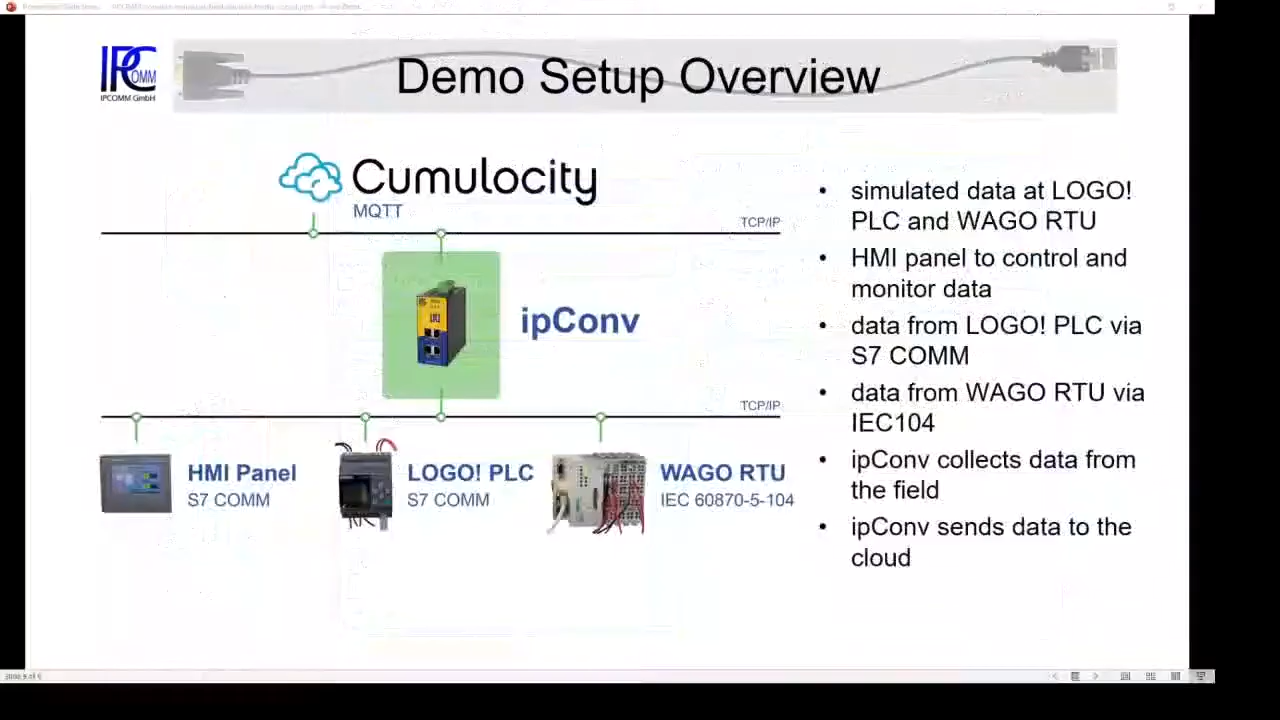 IPCOMM
IPCOMM GmbH
Demo Setup Overview
Cumulocity
MQTT
TCP/IP
ipConv
TCP/IP
HMI Panel
S7 COMM
LOGO! PLC
S7 COMM
WAGO RTU
IEC 60870-5-104
• simulated data at LOGO!
PLC and WAGO RTU
• HMI panel to control and
monitor data
• data from LOGO! PLC via
S7 COMM
• data from WAGO RTU via
IEC104
• ipConv collects data from
the field
• ipConv sends data to the
cloud